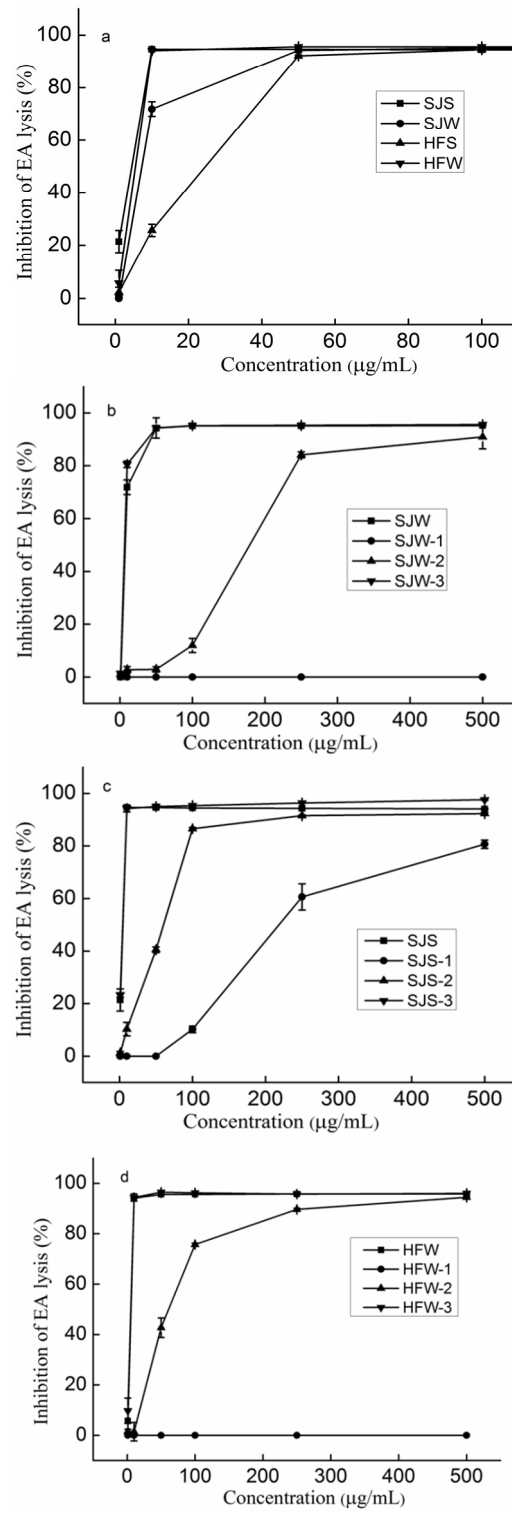 a
100
80
60
40
20
0
Inhibition of EA lysis (%)
SJS
SJW
HFS
HFW
0 20 40 60 80 100
Concentration (μg/mL)
b
100
80
60
40
20
0
Inhibition of EA lysis (%)
SJW
SJW-1
SJW-2
SJW-3
0 100 200 300 400 500
Concentration (μg/mL)
c
100
80
60
40
20
0
Inhibition of EA lysis (%)
SJS
SJS-1
SJS-2
SJS-3
0 100 200 300 400 500
Concentration (μg/mL)
d
100
80
60
40
20
0
Inhibition of EA lysis (%)
HFW
HFW-1
HFW-2
HFW-3
0 100 200 300 400 500
Concentration (μg/mL)